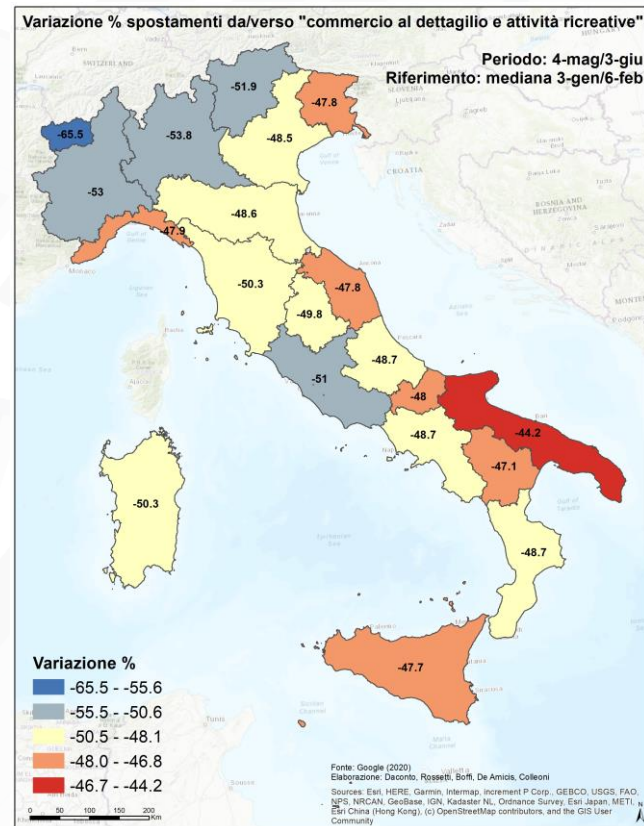 Variazione % spostamenti da/verso "commercio al dettaglio e attività ricreative"
Periodo: 4-mag/3-giu
Riferimento: mediana 3-gen/6-feb
-51.9
-47.8
-65.5
-53.8
-48.5
-53
-48.6
-47.9
-50.3
-47.8
-49.8
-48.7
-51
-48
-44.2
-48.7
-47.1
-50.3
-48.7
-47.7
Variazione %
-65.5 - -55.6
-55.5 - -50.6
-50.5 - -48.1
-48.0 - -46.8
-46.7 - -44.2
0 50 100 200
Km
Fonte: Google (2020)
Elaborazione: Daconto, Rossetti, Boffi, De Amicis, Colleoni
Sources: Esri, HERE, Garmin, Intermap, increment P Corp., GEBCO, USGS, FAO,
NPS, NRCAN, GeoBase, IGN, Kadaster NL, Ordnance Survey, Esri Japan, METI,
Esri China (Hong Kong), (c) OpenStreetMap contributors, and the GIS User
Community
N
SWITZERLAND
CROATIA
BOSNIA AND
HERZEGOVINA
Monaco
Tunis